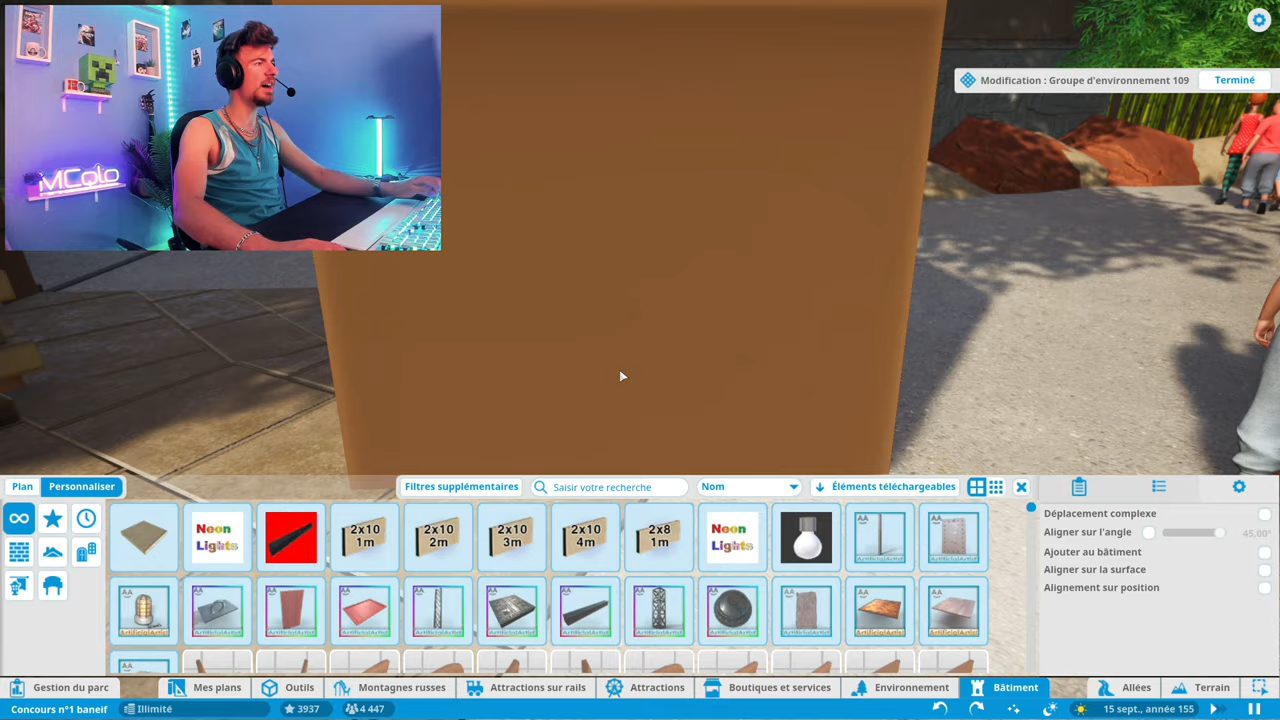 MColo
Modification : Groupe d'environnement 109
Terminé
Plan
Personnaliser
Filtres supplémentaires
Saisir votre recherche
Nom
Éléments téléchargeables
Neon Lights
2x10 1m
2x10 2m
2x10 3m
2x10 4m
2x8 1m
Neon Lights
Déplacement complexe
Aligner sur l'angle
45.00°
Ajouter au bâtiment
Aligner sur la surface
Alignement sur position
Gestion du parc
Mes plans
Outils
Montagnes russes
Attractions sur rails
Attractions
Boutiques et services
Environnement
Bâtiment
Allées
Terrain
Concours n°1 baneif
Illimité
3937
4 447
15 sept., année 155